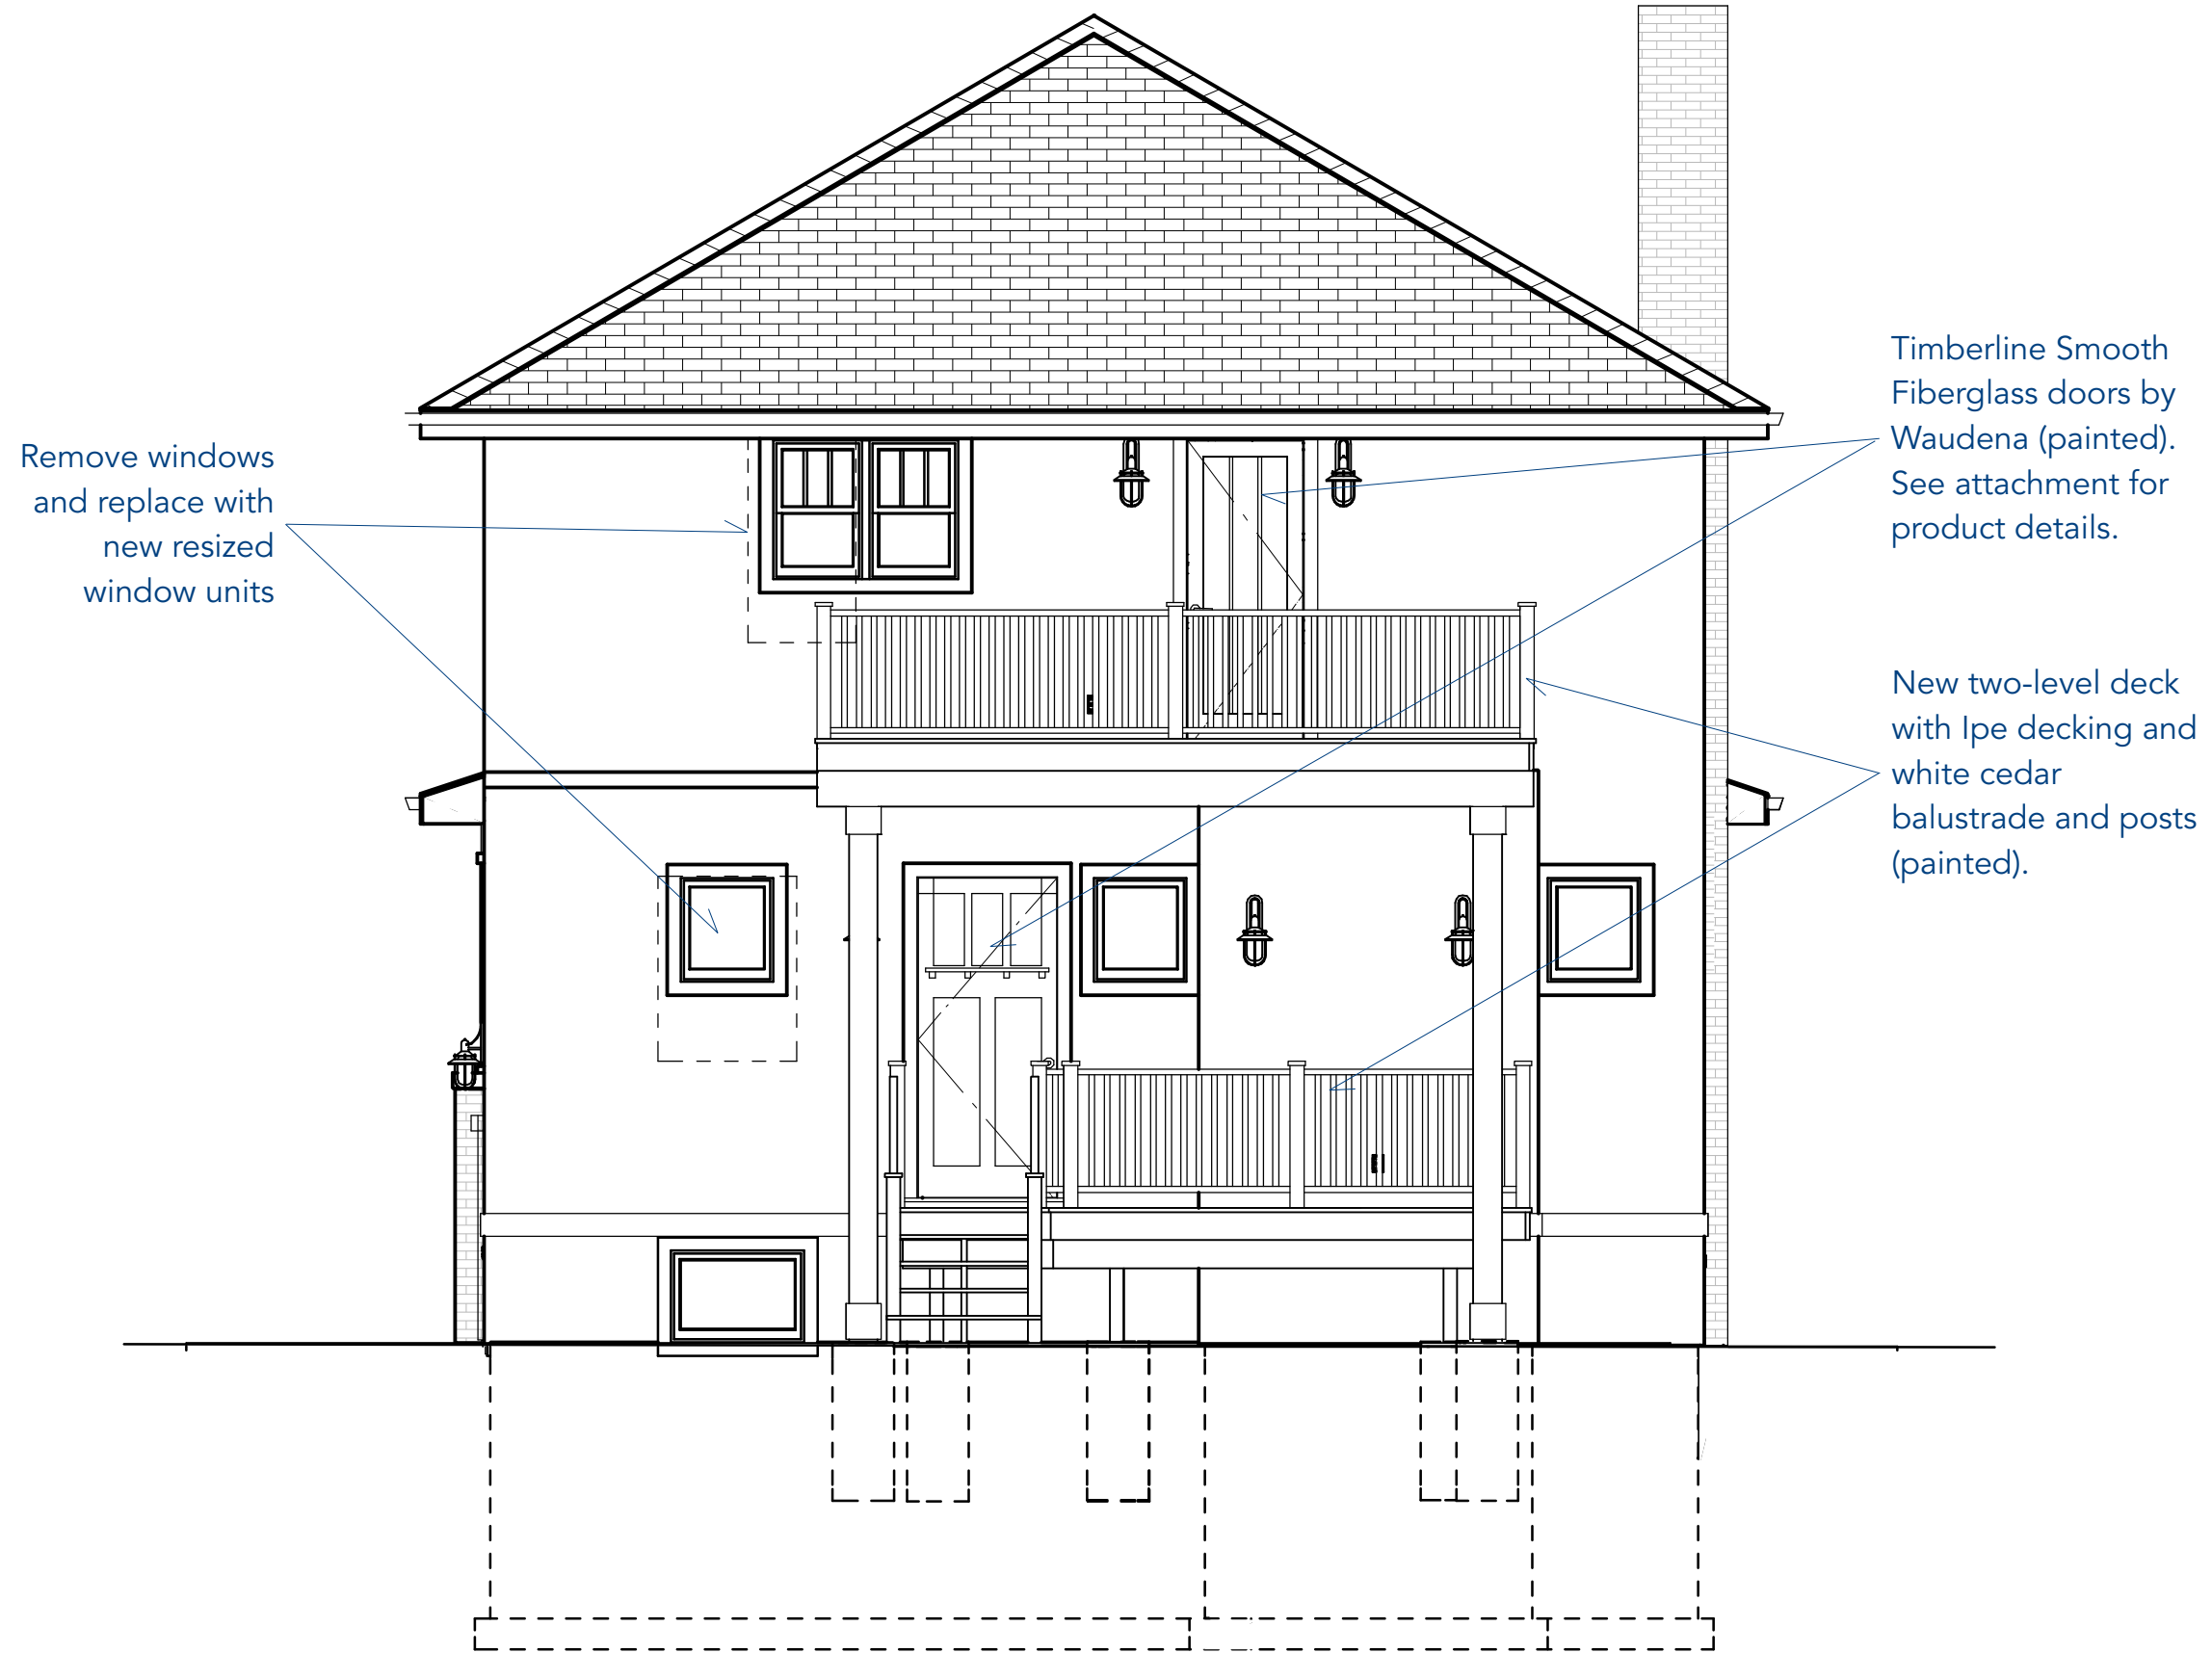 Remove windows
and replace with
new resized
window units
Timberline Smooth
Fiberglass doors by
Waudena (painted).
See attachment for
product details.
New two-level deck
with Ipe decking and
white cedar
balustrade and posts
(painted).